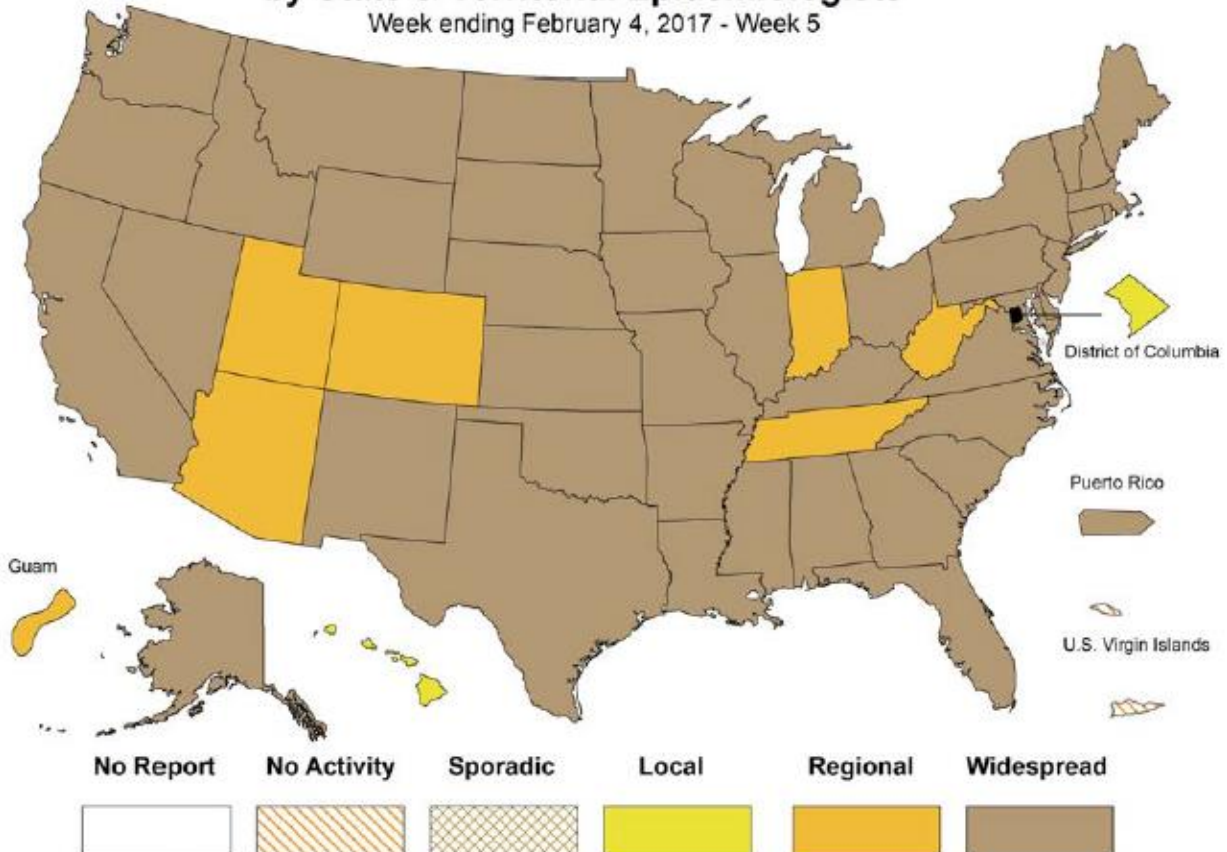 Week ending February 4, 2017 - Week 5
District of Columbia
Puerto Rico
Guam
U.S. Virgin Islands
No Report No Activity Sporadic Local Regional Widespread